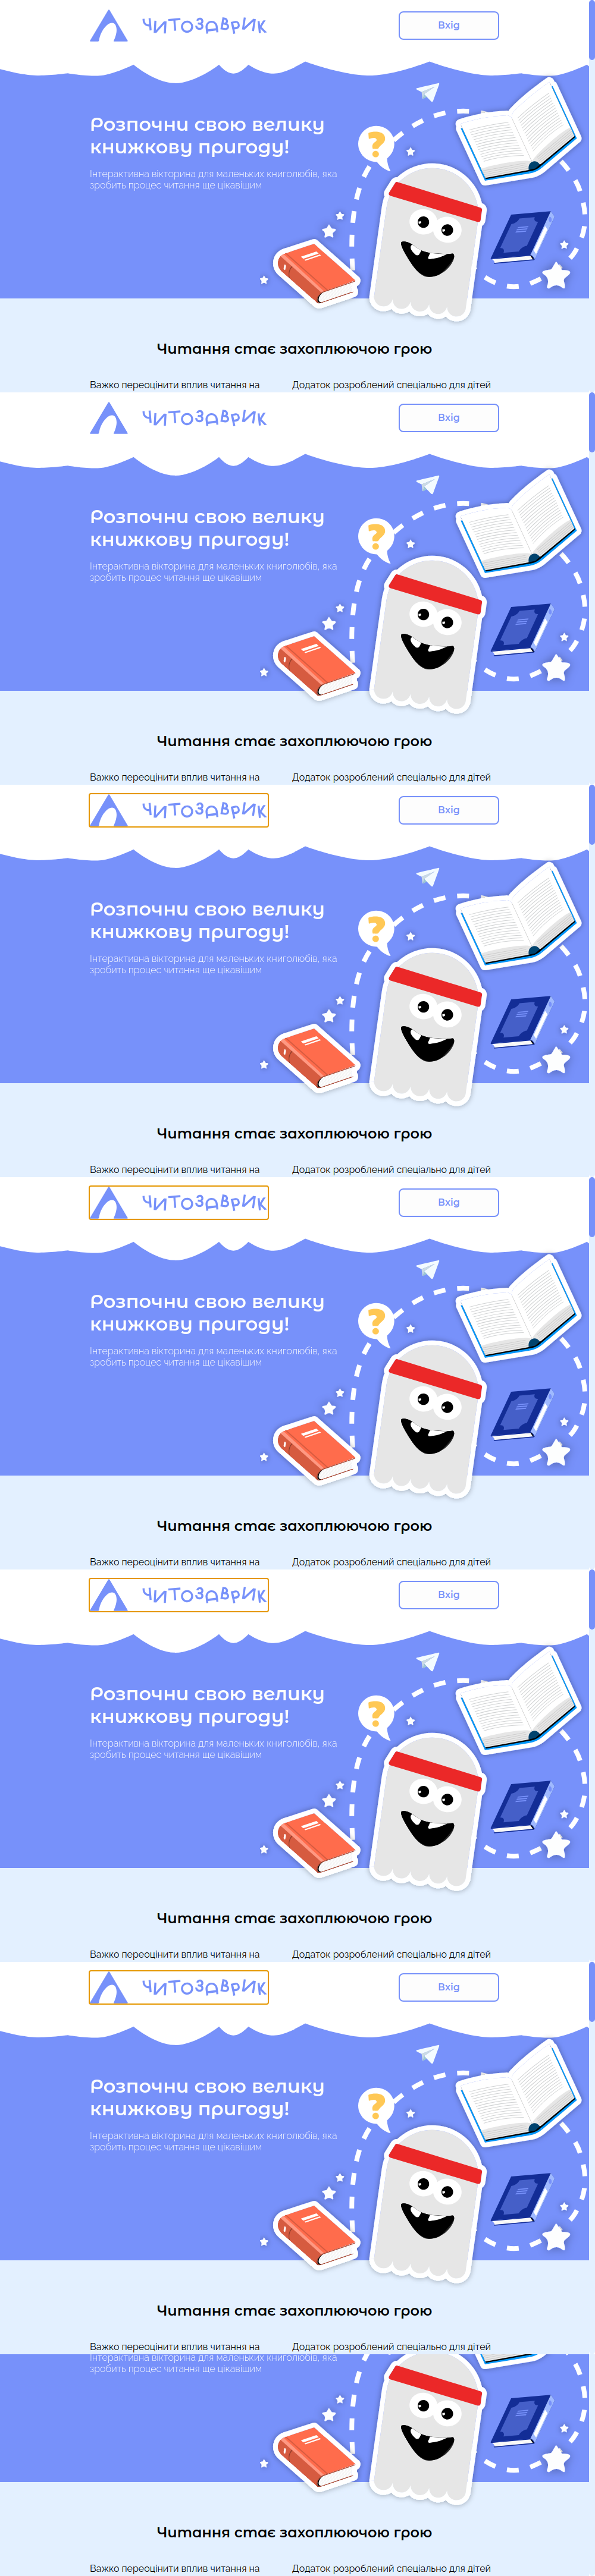 ЧИТОЗАВРИК
Вхід
Розпочни свою велику
книжкову пригоду!
Інтерактивна вікторина для маленьких книголюбів, яка
зробить процес читання ще цікавішим
?
Читання стає захоплюючою грою
Важко переоцінити вплив читання на
Додаток розроблений спеціально для дітей
ЧИТОЗАВРИК
Вхід
Розпочни свою велику
книжкову пригоду!
Інтерактивна вікторина для маленьких книголюбів, яка
зробить процес читання ще цікавішим
?
Читання стає захоплюючою грою
Важко переоцінити вплив читання на
Додаток розроблений спеціально для дітей
ЧИТОЗАВРИК
Вхід
Розпочни свою велику
книжкову пригоду!
Інтерактивна вікторина для маленьких книголюбів, яка
зробить процес читання ще цікавішим
?
Читання стає захоплюючою грою
Важко переоцінити вплив читання на
Додаток розроблений спеціально для дітей
ЧИТОЗАВРИК
Вхід
Розпочни свою велику
книжкову пригоду!
Інтерактивна вікторина для маленьких книголюбів, яка
зробить процес читання ще цікавішим
?
Читання стає захоплюючою грою
Важко переоцінити вплив читання на
Додаток розроблений спеціально для дітей
ЧИТОЗАВРИК
Вхід
Розпочни свою велику
книжкову пригоду!
Інтерактивна вікторина для маленьких книголюбів, яка
зробить процес читання ще цікавішим
?
Читання стає захоплюючою грою
Важко переоцінити вплив читання на
Додаток розроблений спеціально для дітей
ЧИТОЗАВРИК
Вхід
Розпочни свою велику
книжкову пригоду!
Інтерактивна вікторина для маленьких книголюбів, яка
зробить процес читання ще цікавішим
?
Читання стає захоплюючою грою
Важко переоцінити вплив читання на
Додаток розроблений спеціально для дітей
Інтерактивна вікторина для маленьких книголюбів, яка
зробить процес читання ще цікавішим
Читання стає захоплюючою грою
Важко переоцінити вплив читання на
Додаток розроблений спеціально для дітей